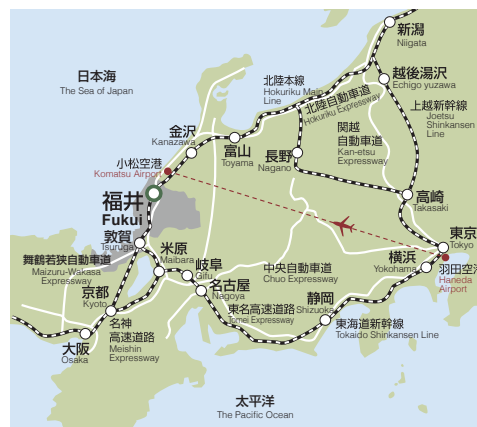 新潟
Niigata
日本海
The Sea of Japan
越後湯沢
Echigo yuzawa
北陸本線
Hokuriku Main
Line
北陸自動車道
Hokuriku Expressway
上越新幹線
Joetsu
Shinkansen
Line
関越
自動車道
Kan-etsu
Expressway
金沢
Kanazawa
富山
Toyama
長野
Nagano
小松空港
Komatsu Airport
福井
Fukui
高崎
Takasaki
敦賀
Tsuruga
東京
Tokyo
横浜
Yokohama
羽田空港
Haneda
Airport
舞鶴若狭自動車道
Maizuru-Wakasa
Expressway
米原
Maibara
岐阜
Gifu
中央自動車道
Chuo Expressway
名古屋
Nagoya
京都
Kyoto
静岡
Shizuoka
東名高速道路
Tomei Expressway
名神
高速道路
Meishin
Expressway
東海道新幹線
Tokaido Shinkansen Line
大阪
Osaka
太平洋
The Pacific Ocean